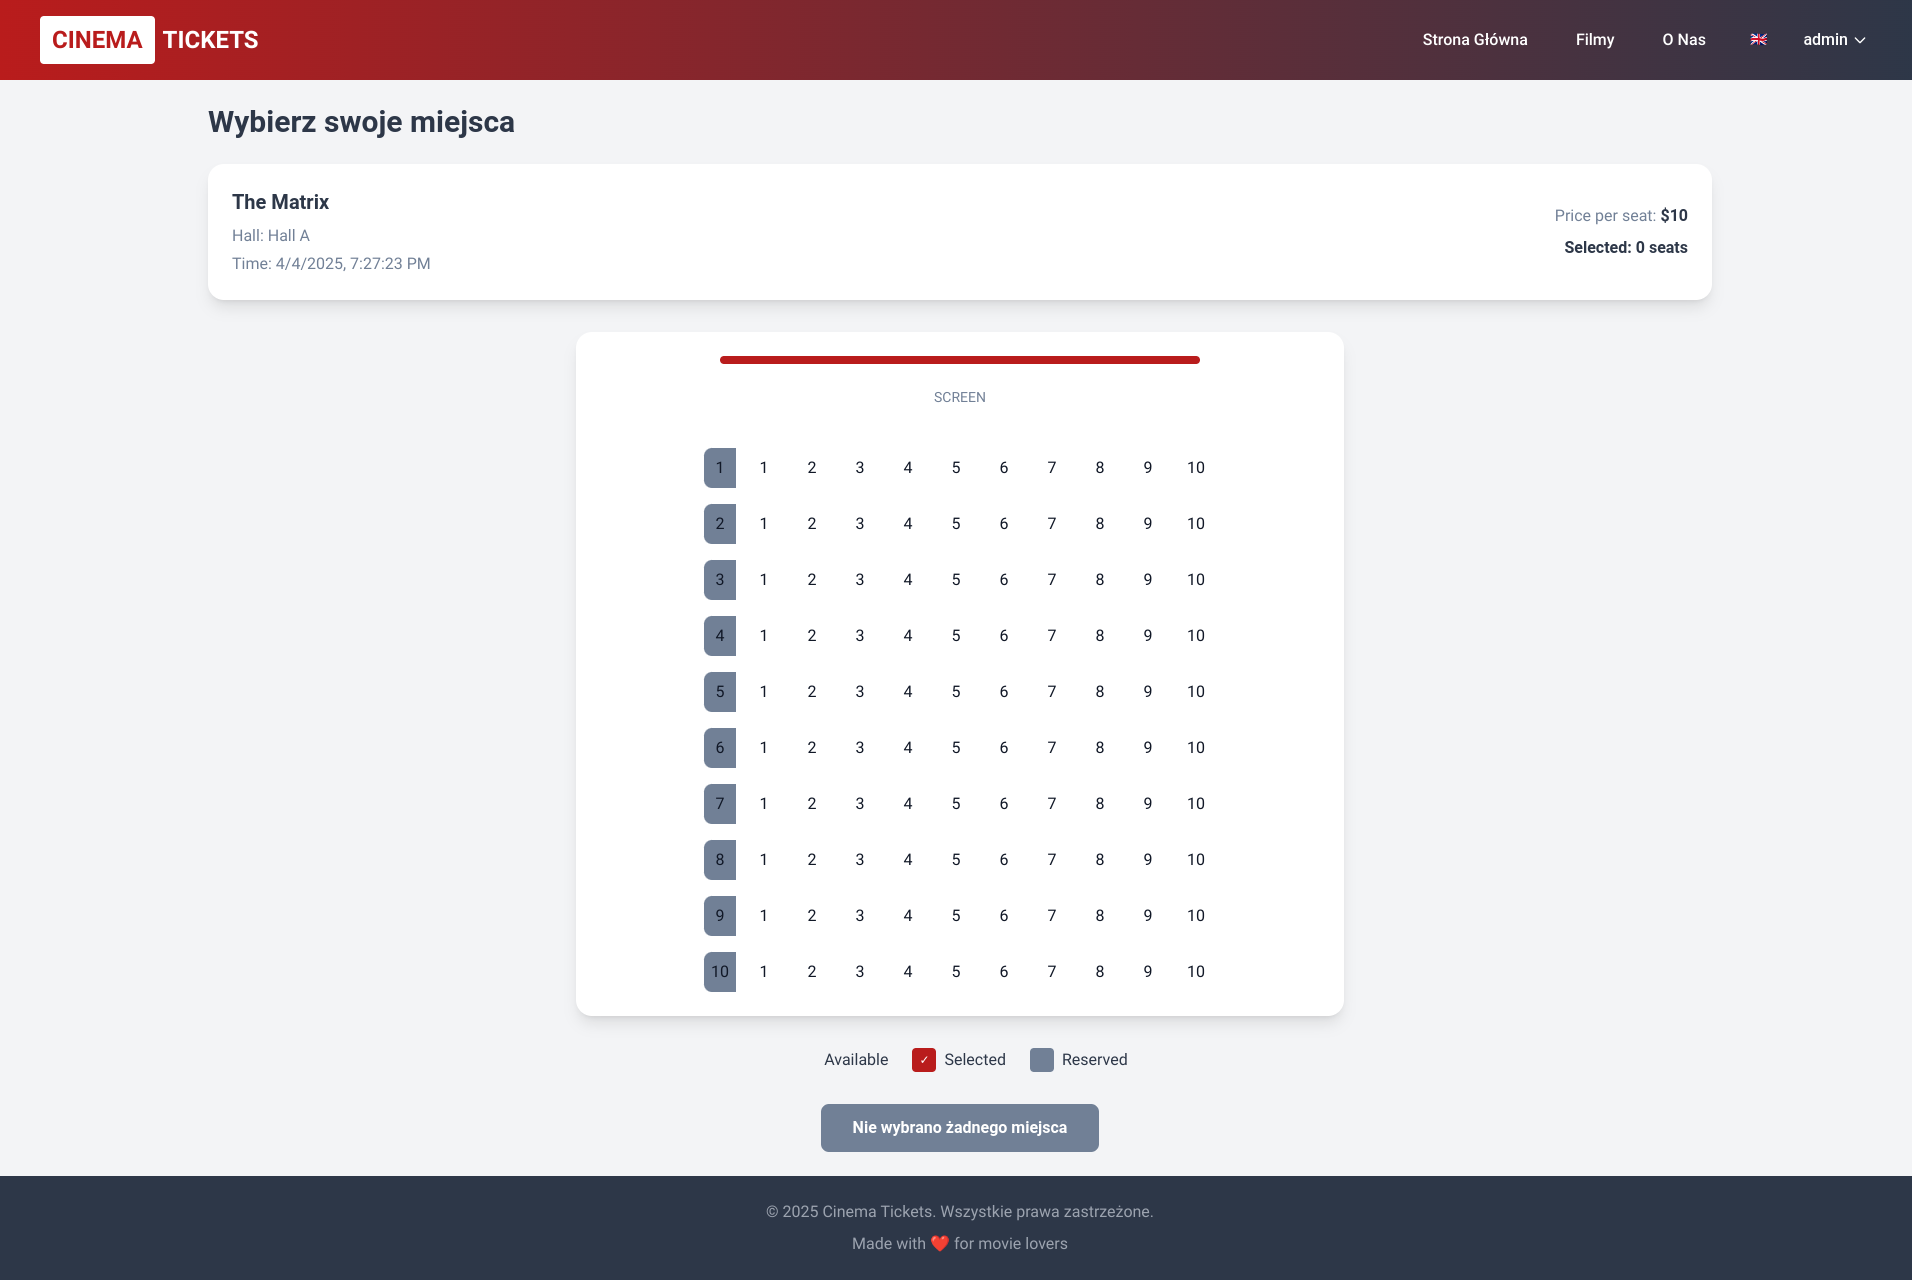 CINEMA TICKETS
Strona Główna Filmy O Nas 🇬🇧 admin
Wybierz swoje miejsca
The Matrix
Hall: Hall A
Time: 4/4/2025, 7:27:23 PM
Price per seat: $10
Selected: 0 seats
SCREEN
1 1 2 3 4 5 6 7 8 9 10
2 1 2 3 4 5 6 7 8 9 10
3 1 2 3 4 5 6 7 8 9 10
4 1 2 3 4 5 6 7 8 9 10
5 1 2 3 4 5 6 7 8 9 10
6 1 2 3 4 5 6 7 8 9 10
7 1 2 3 4 5 6 7 8 9 10
8 1 2 3 4 5 6 7 8 9 10
9 1 2 3 4 5 6 7 8 9 10
10 1 2 3 4 5 6 7 8 9 10
Available ✓ Selected Reserved
Nie wybrano żadnego miejsca
© 2025 Cinema Tickets. Wszystkie prawa zastrzeżone.
Made with ❤️ for movie lovers